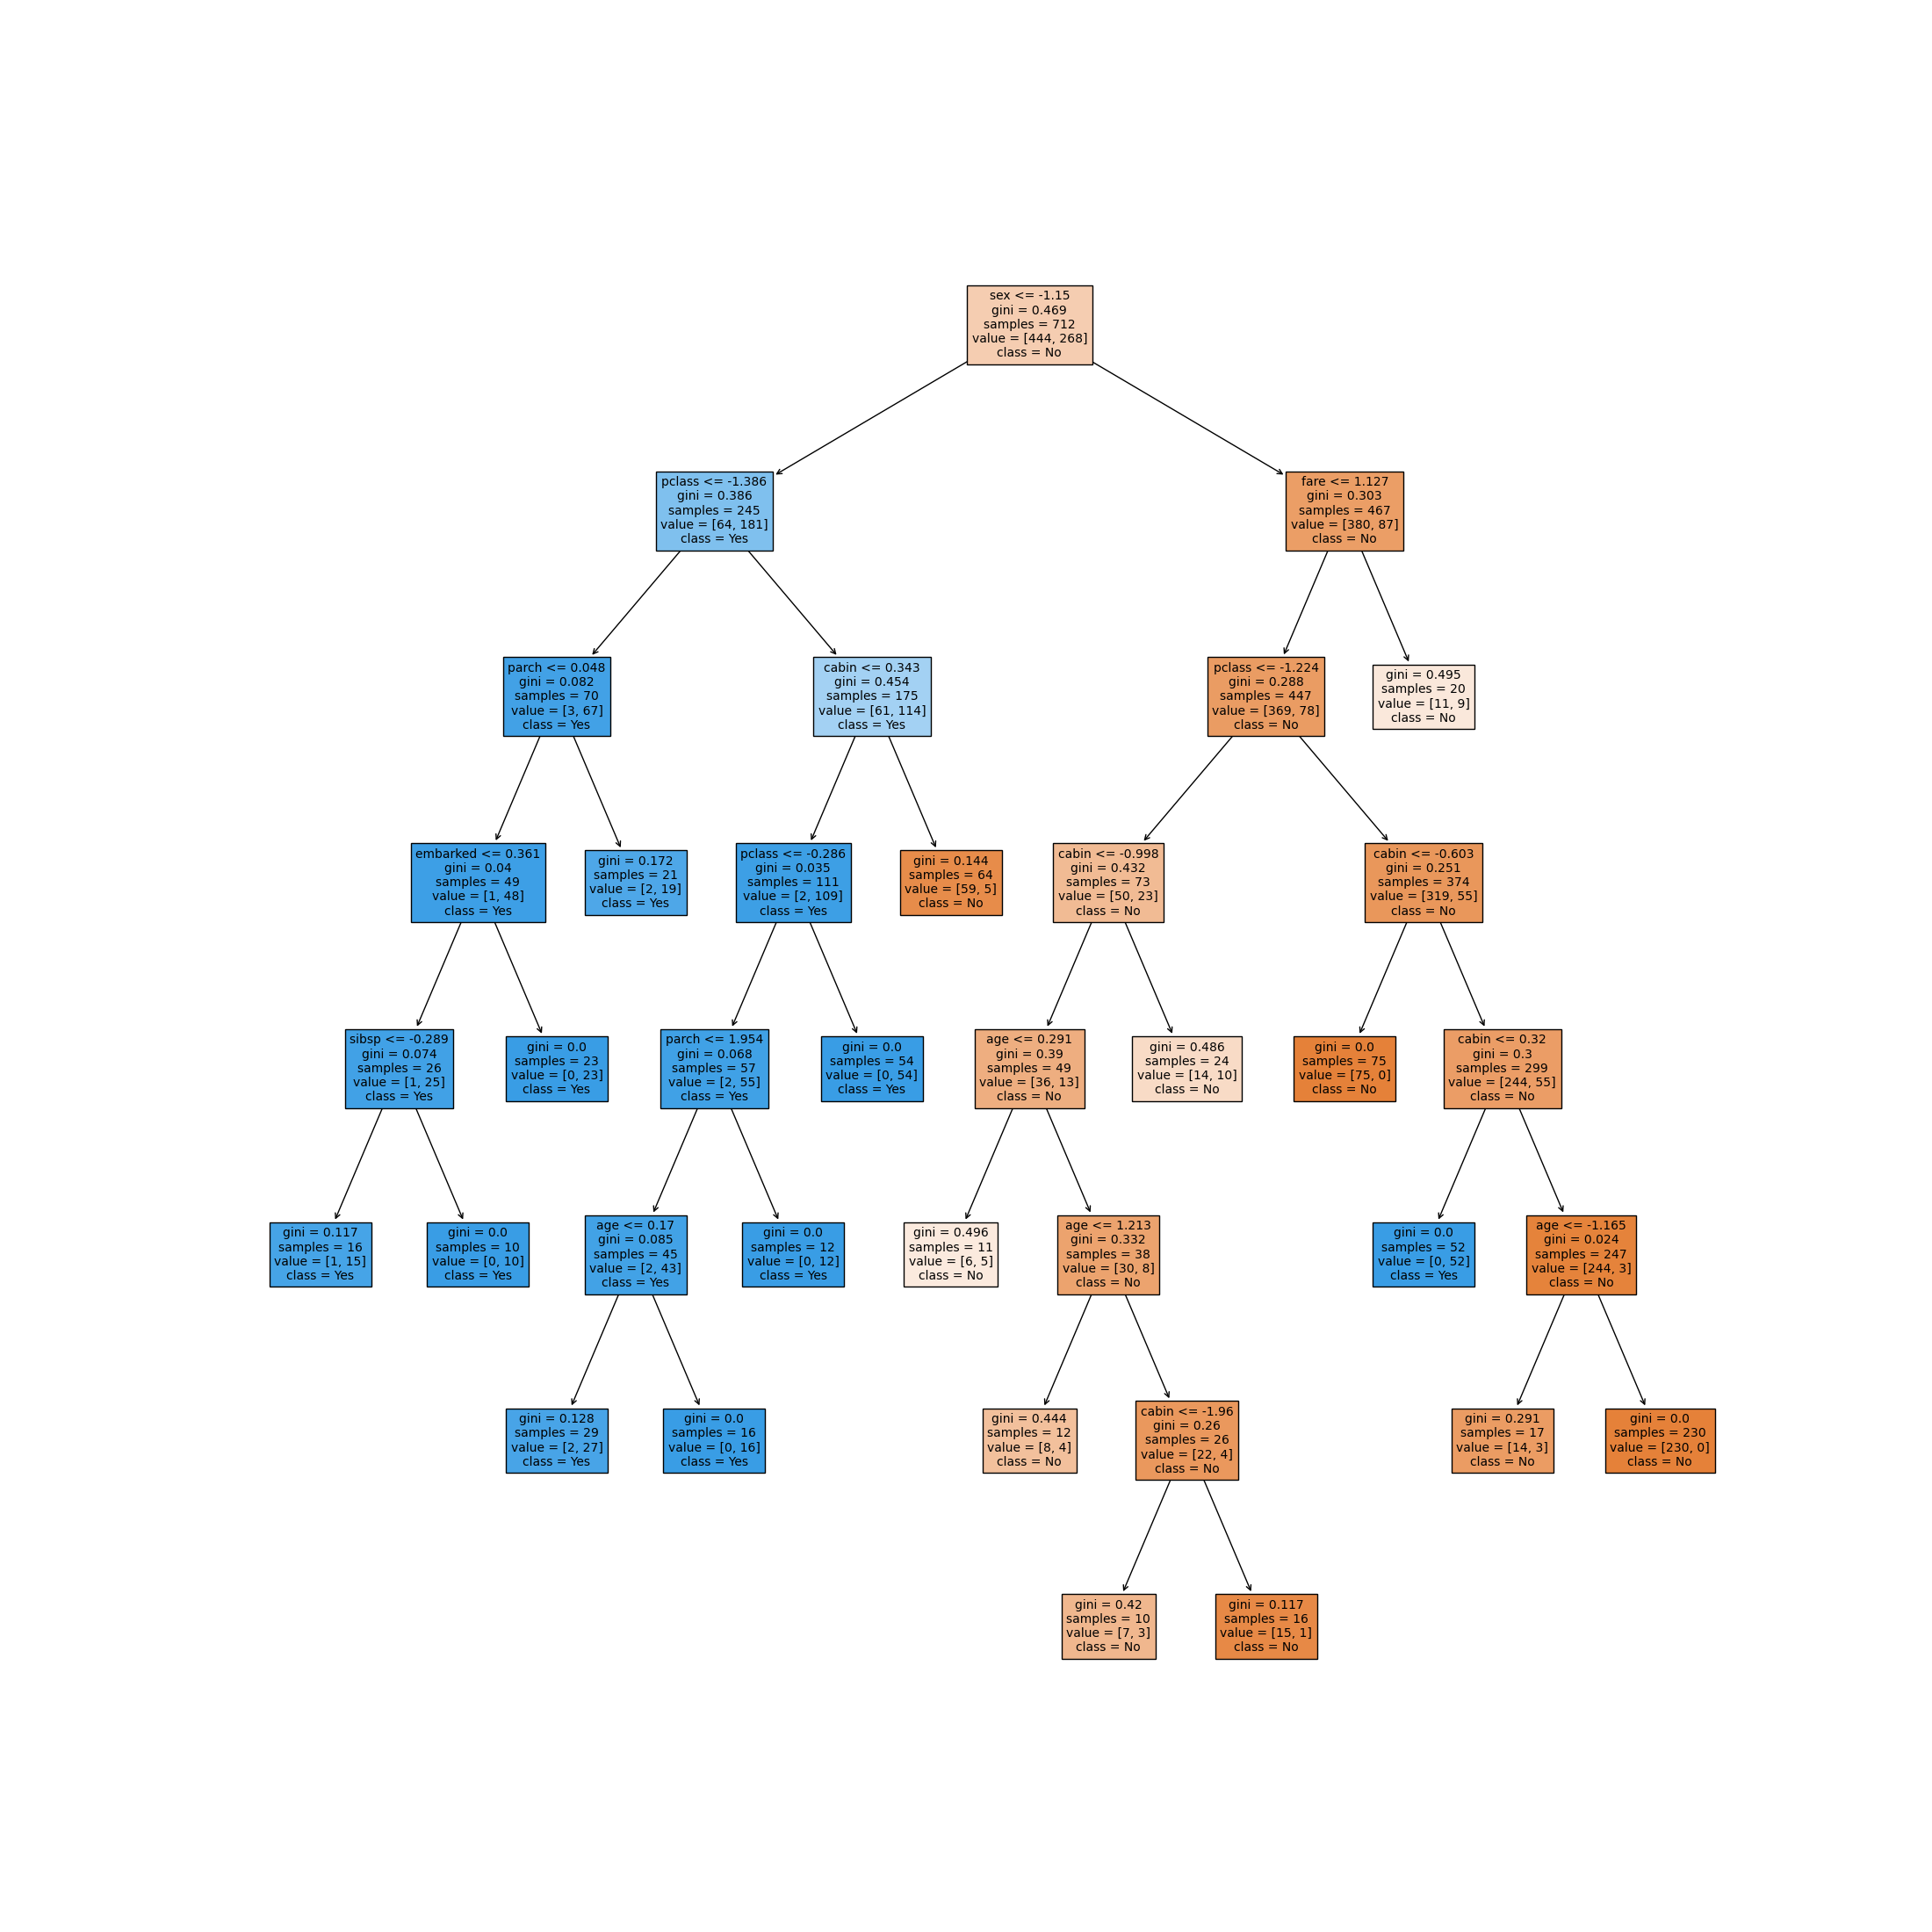 sex <= -1.15
gini = 0.469
samples = 712
value = [444, 268]
class = No
pclass <= -1.386
gini = 0.386
samples = 245
value = [64, 181]
class = Yes
fare <= 1.127
gini = 0.303
samples = 467
value = [380, 87]
class = No
parch <= 0.048
gini = 0.082
samples = 70
value = [3, 67]
class = Yes
cabin <= 0.343
gini = 0.454
samples = 175
value = [61, 114]
class = Yes
pclass <= -1.224
gini = 0.288
samples = 447
value = [369, 78]
class = No
gini = 0.495
samples = 20
value = [11, 9]
class = No
embarked <= 0.361
gini = 0.04
samples = 49
value = [1, 48]
class = Yes
gini = 0.172
samples = 21
value = [2, 19]
class = Yes
pclass <= -0.286
gini = 0.035
samples = 111
value = [2, 109]
class = Yes
gini = 0.144
samples = 64
value = [59, 5]
class = No
cabin <= -0.998
gini = 0.432
samples = 73
value = [50, 23]
class = No
cabin <= -0.603
gini = 0.251
samples = 374
value = [319, 55]
class = No
sibsp <= -0.289
gini = 0.074
samples = 26
value = [1, 25]
class = Yes
gini = 0.0
samples = 23
value = [0, 23]
class = Yes
parch <= 1.954
gini = 0.068
samples = 57
value = [2, 55]
class = Yes
gini = 0.0
samples = 54
value = [0, 54]
class = Yes
age <= 0.291
gini = 0.39
samples = 49
value = [36, 13]
class = No
gini = 0.486
samples = 24
value = [14, 10]
class = No
gini = 0.0
samples = 75
value = [75, 0]
class = No
cabin <= 0.32
gini = 0.3
samples = 299
value = [244, 55]
class = No
gini = 0.117
samples = 16
value = [1, 15]
class = Yes
gini = 0.0
samples = 10
value = [0, 10]
class = Yes
age <= 0.17
gini = 0.085
samples = 45
value = [2, 43]
class = Yes
gini = 0.0
samples = 12
value = [0, 12]
class = Yes
gini = 0.496
samples = 11
value = [6, 5]
class = No
age <= 1.213
gini = 0.332
samples = 38
value = [30, 8]
class = No
gini = 0.0
samples = 52
value = [0, 52]
class = Yes
age <= -1.165
gini = 0.024
samples = 247
value = [244, 3]
class = No
gini = 0.128
samples = 29
value = [2, 27]
class = Yes
gini = 0.0
samples = 16
value = [0, 16]
class = Yes
gini = 0.444
samples = 12
value = [8, 4]
class = No
cabin <= -1.96
gini = 0.26
samples = 26
value = [22, 4]
class = No
gini = 0.291
samples = 17
value = [14, 3]
class = No
gini = 0.0
samples = 230
value = [230, 0]
class = No
gini = 0.42
samples = 10
value = [7, 3]
class = No
gini = 0.117
samples = 16
value = [15, 1]
class = No